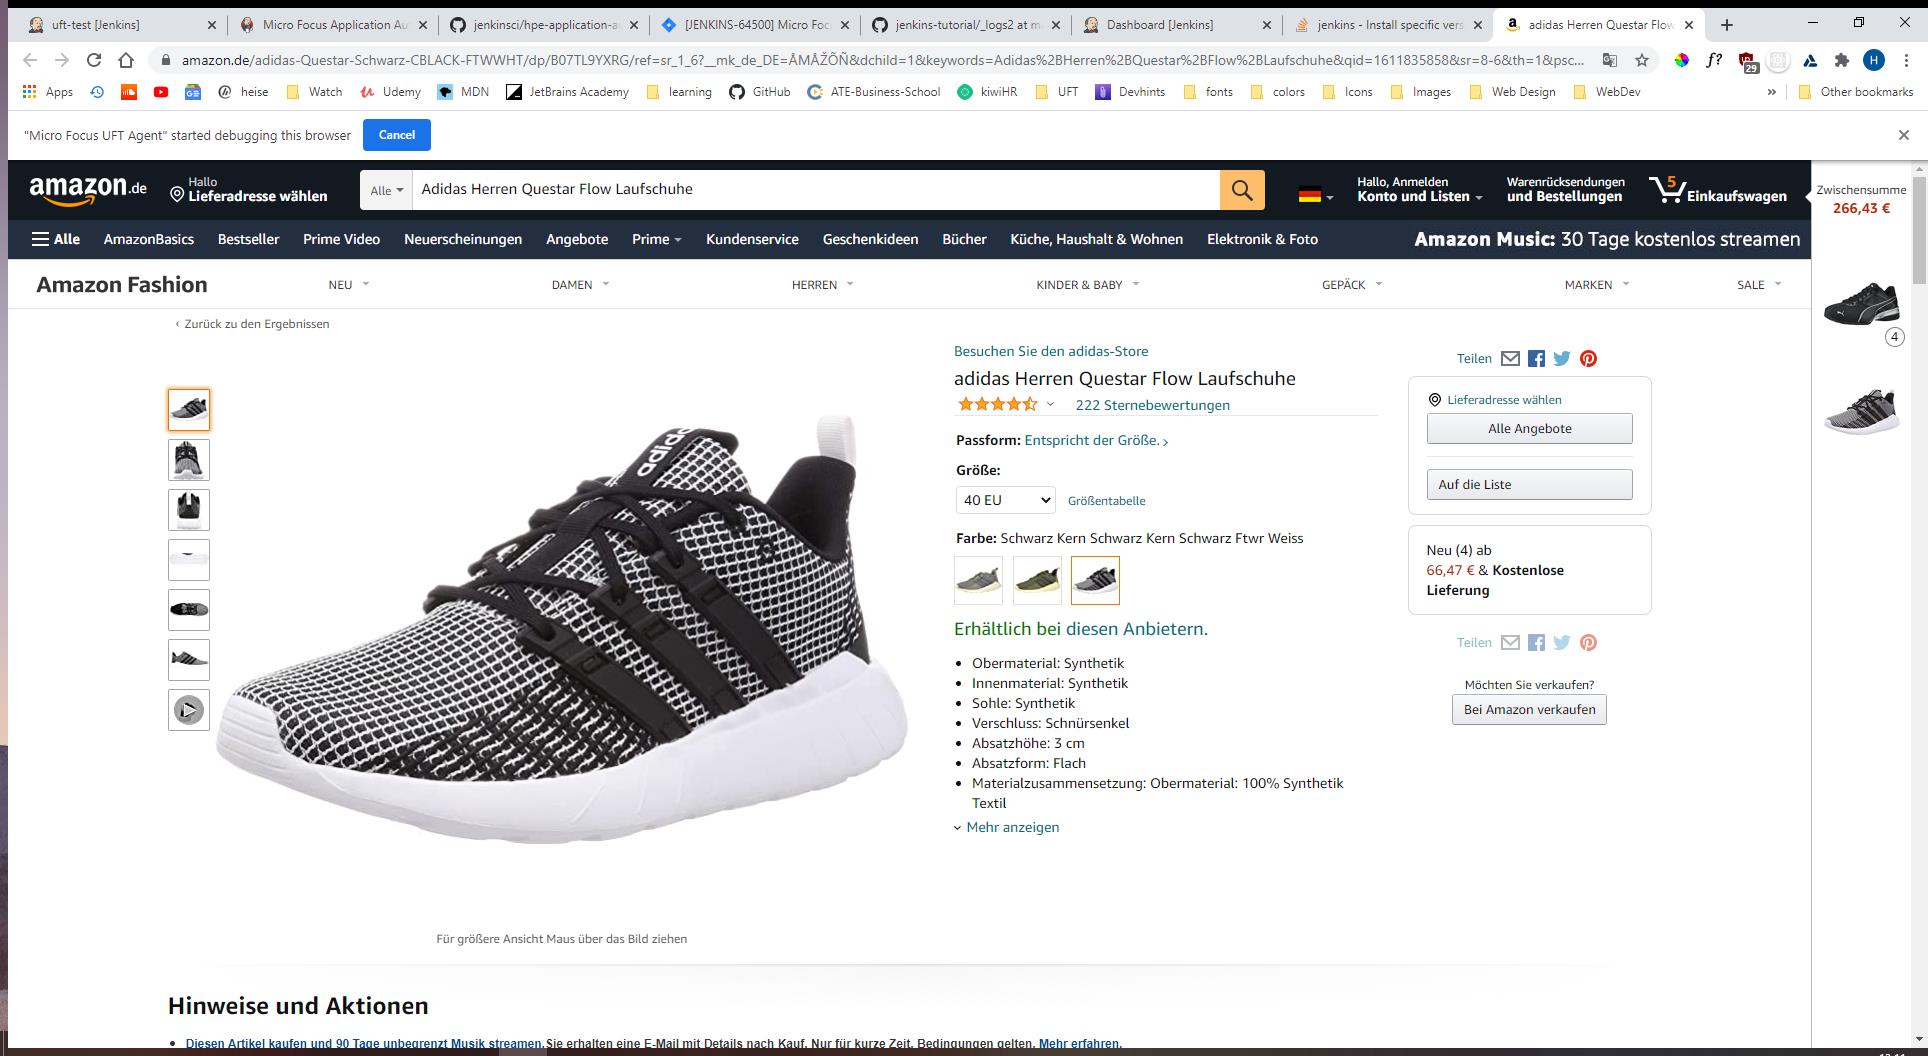 uft-test [Jenkins]
Micro Focus Application Au
jenkinsci/hpe-application-a
[JENKINS-64500] Micro Foc
jenkins-tutorial/_logs2 at m
Dashboard [Jenkins]
jenkins - Install specific vers
adidas Herren Questar Flow
amazon.de/adidas-Questar-Schwarz-CBLACK-FTWWHT/dp/B07TL9YXRG/ref=sr_1_6?__mk_de_DE=ÅMÅŽÕÑ&dchild=1&keywords=Adidas%2BHerren%2BQuestar%2BFlow%2BLaufschuhe&qid=1611835858&sr=8-6&th=1&psc...
f?
29
H
Apps
heise
Watch
Udemy
MDN
JetBrains Academy
learning
GitHub
ATE-Business-School
kiwiHR
UFT
Devhints
fonts
colors
Icons
Images
Web Design
WebDev
»
Other bookmarks
"Micro Focus UFT Agent" started debugging this browser
Cancel
amazon.de
Hallo
Lieferadresse wählen
Alle
Adidas Herren Questar Flow Laufschuhe
Hallo, Anmelden
Konto und Listen
Warenrücksendungen
und Bestellungen
5
Einkaufswagen
Zwischensumme
266,43 €
Alle
AmazonBasics
Bestseller
Prime Video
Neuerscheinungen
Angebote
Prime
Kundenservice
Geschenkideen
Bücher
Küche, Haushalt & Wohnen
Elektronik & Foto
Amazon Music: 30 Tage kostenlos streamen
Amazon Fashion
NEU
DAMEN
HERREN
KINDER & BABY
GEPÄCK
MARKEN
SALE
4
‹ Zurück zu den Ergebnissen
adidas
Besuchen Sie den adidas-Store
adidas Herren Questar Flow Laufschuhe
222 Sternebewertungen
Passform: Entspricht der Größe. ›
Größe:
40 EU
Größentabelle
Farbe: Schwarz Kern Schwarz Kern Schwarz Ftwr Weiss
Erhältlich bei diesen Anbietern.
• Obermaterial: Synthetik
• Innenmaterial: Synthetik
• Sohle: Synthetik
• Verschluss: Schnürsenkel
• Absatzhöhe: 3 cm
• Absatzform: Flach
• Materialzusammensetzung: Obermaterial: 100% Synthetik
Textil
Mehr anzeigen
Teilen
Lieferadresse wählen
Alle Angebote
Auf die Liste
Neu (4) ab
66,47 € & Kostenlose
Lieferung
Teilen
Möchten Sie verkaufen?
Bei Amazon verkaufen
Für größere Ansicht Maus über das Bild ziehen
Hinweise und Aktionen
• Diesen Artikel kaufen und 90 Tage unbegrenzt Musik streamen. Sie erhalten eine E-Mail mit Details nach Kauf. Nur für kurze Zeit. Bedingungen gelten. Mehr erfahren.